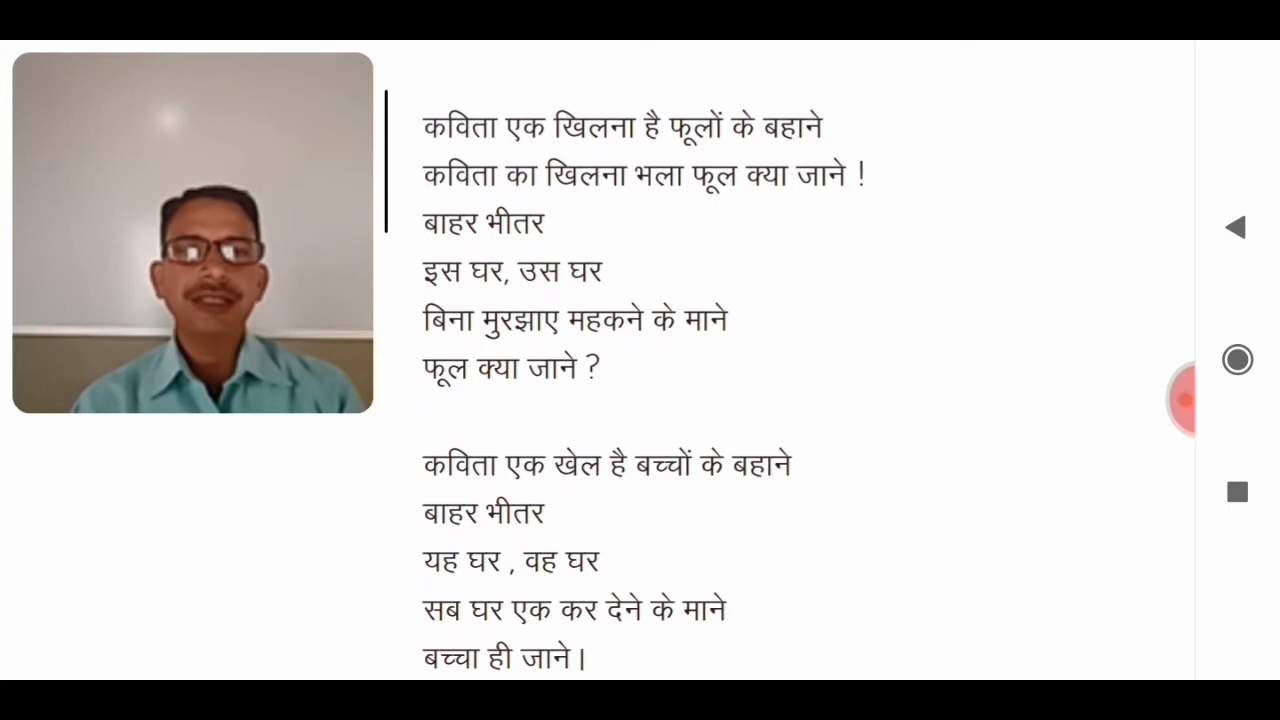 कविता एक खिलना है फूलों के बहाने
कविता का खिलना भला फूल क्या जाने !
बाहर भीतर
इस घर, उस घर
बिना मुरझाए महकने के माने
फूल क्या जाने ?
कविता एक खेल है बच्चों के बहाने
बाहर भीतर
यह घर , वह घर
सब घर एक कर देने के माने
बच्चा ही जाने ।